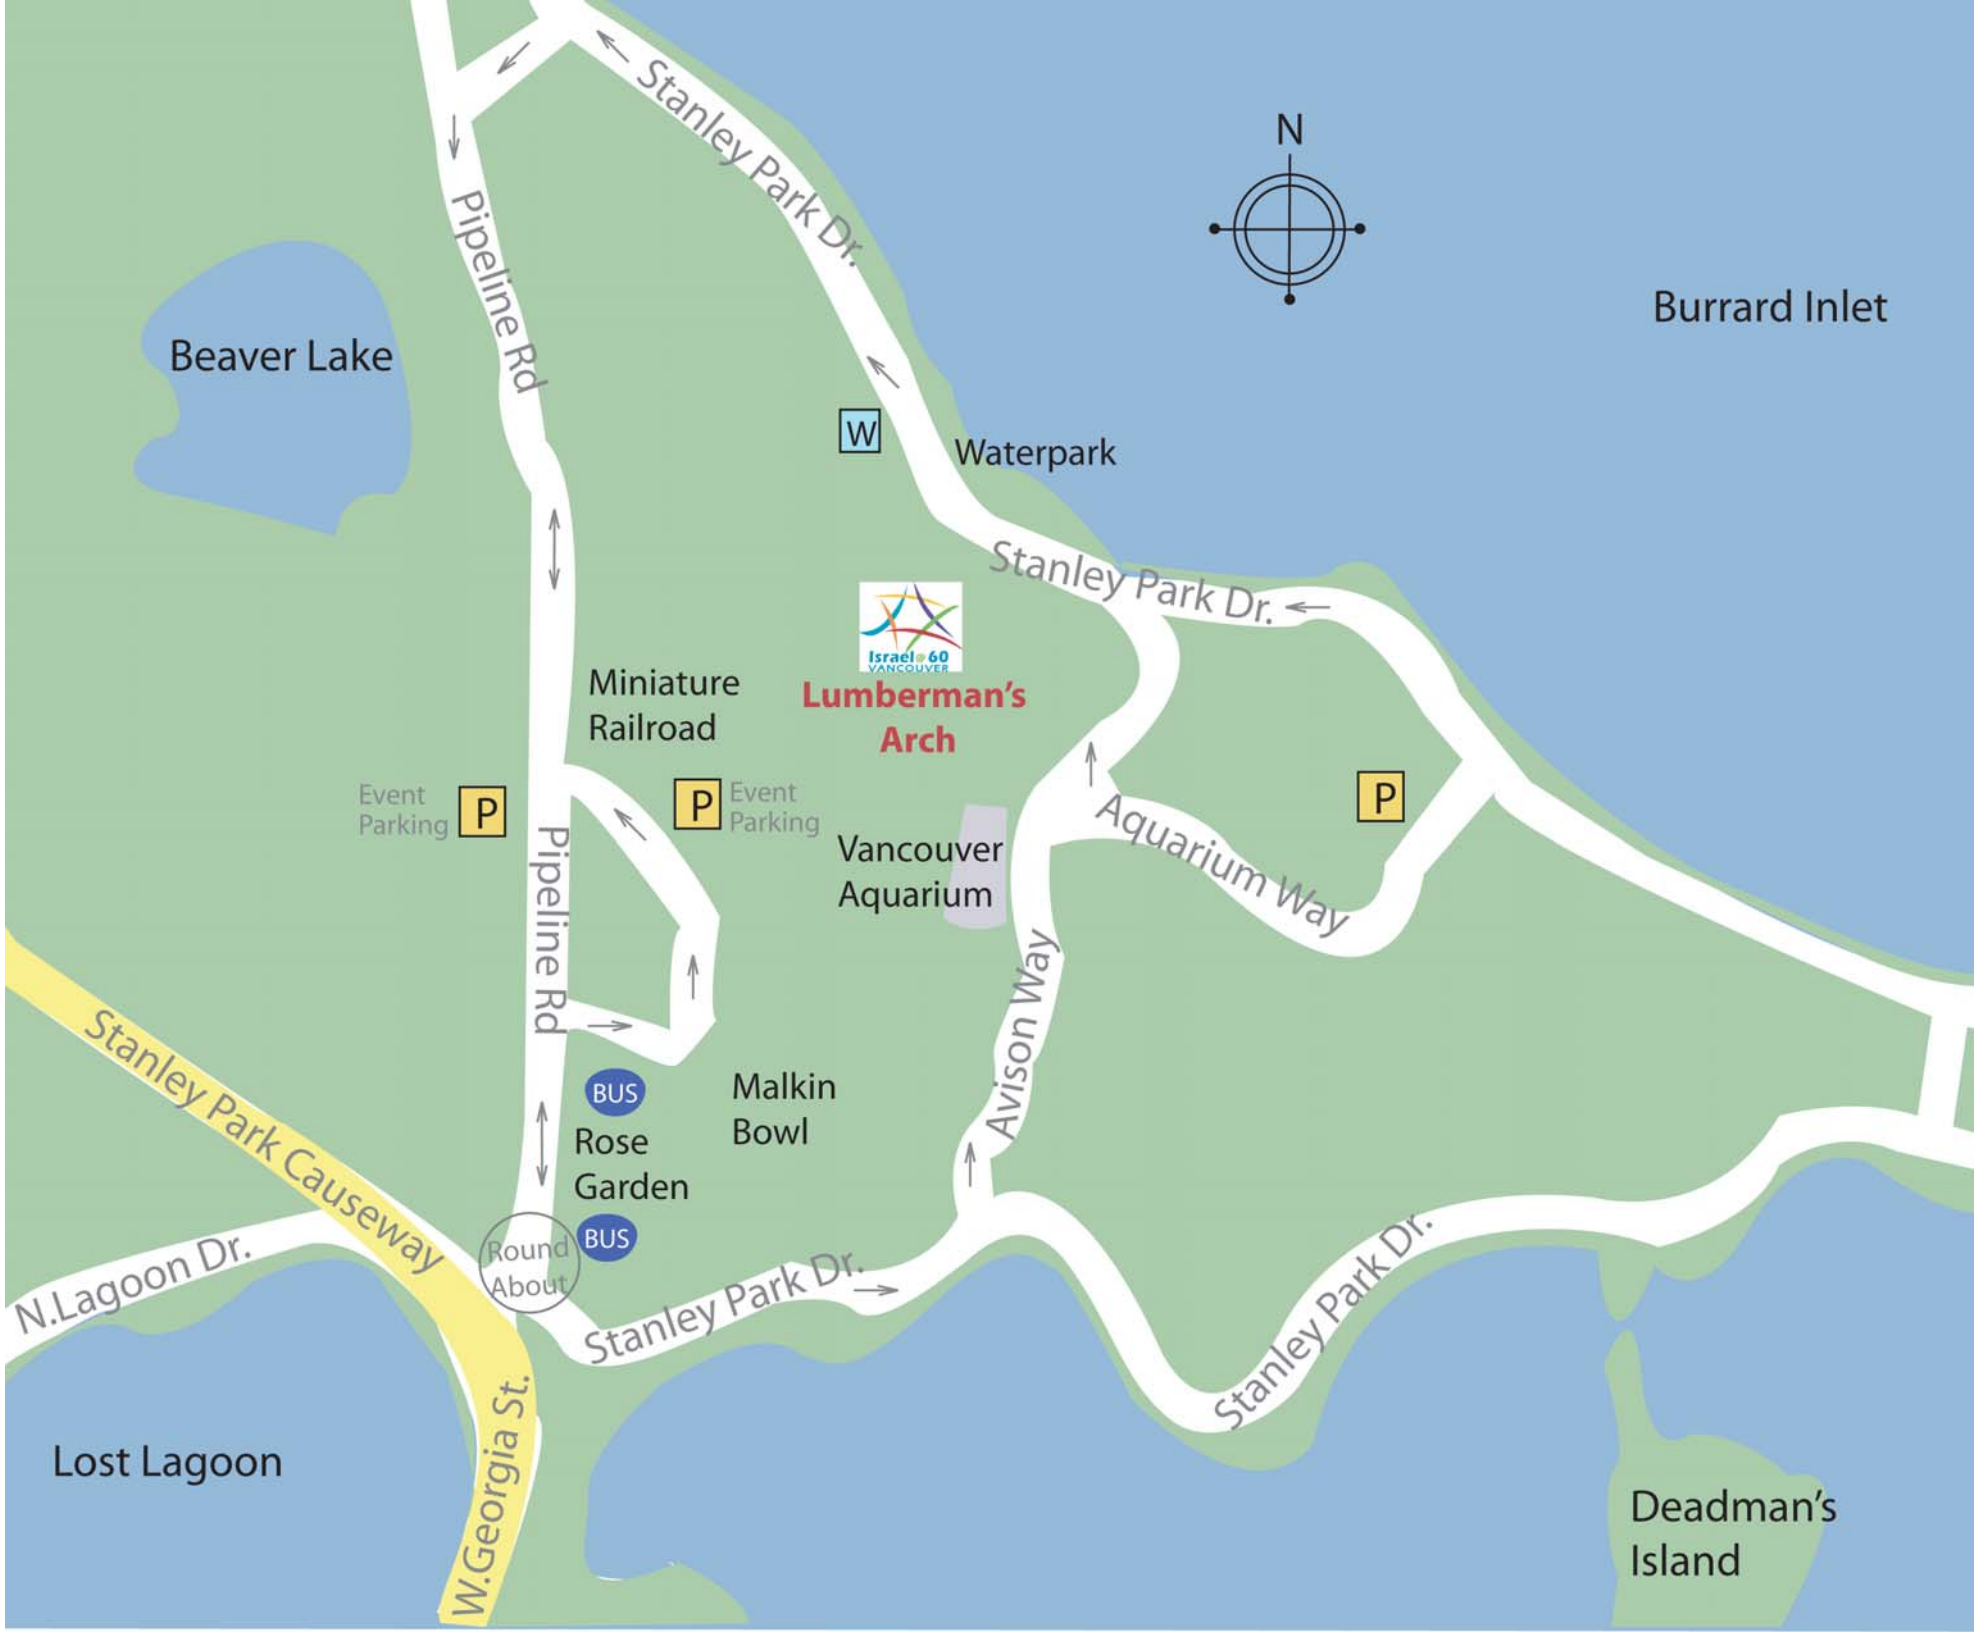 N
Stanley Park Dr.
Pipeline Rd
Burrard Inlet
Beaver Lake
W
Waterpark
Stanley Park Dr.
Israel 60
VANCOUVER
Lumberman's
Arch
Miniature
Railroad
Event
Parking
P
P
Event
Parking
P
Vancouver
Aquarium
Aquarium Way
Pipeline Rd
Avison Way
Stanley Park Causeway
BUS
Malkin
Bowl
Rose
Garden
BUS
Round
About
N.Lagoon Dr.
Stanley Park Dr.
Stanley Park Dr.
W.Georgia St.
Lost Lagoon
Deadman's
Island